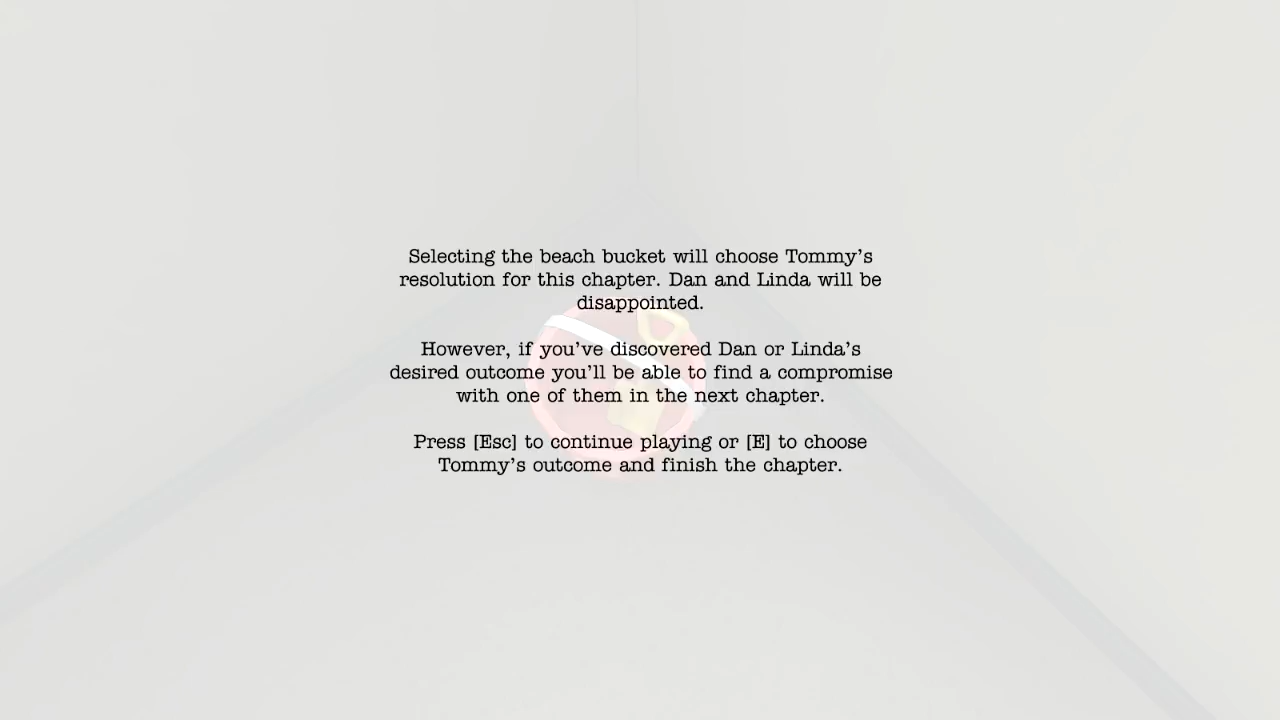 Selecting the beach bucket will choose Tommy's
resolution for this chapter. Dan and Linda will be
disappointed.
However, if you've discovered Dan or Linda's
desired outcome you'll be able to find a compromise
with one of them in the next chapter.
Press [Esc] to continue playing or [E] to choose
Tommy's outcome and finish the chapter.